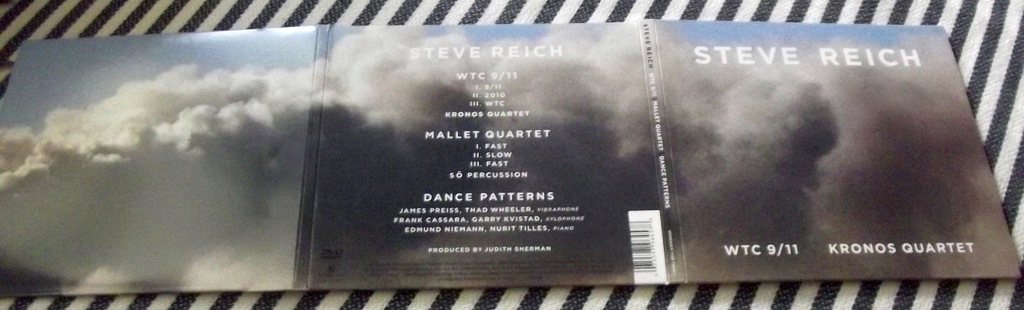 STEVE REICH
WTC 9/11
I. 9/11
II. 2010
III. WTC
KRONOS QUARTET
MALLET QUARTET
I. FAST
II. SLOW
III. FAST
SŌ PERCUSSION
DANCE PATTERNS
JAMES PREISS, THAD WHEELER, VIBRAPHONE
FRANK CASSARA, GARRY KVISTAD, XYLOPHONE
EDMUND NIEMANN, NURIT TILLES, PIANO
PRODUCED BY JUDITH SHERMAN
STEVE REICH WTC 9/11 MALLET QUARTET DANCE PATTERNS
STEVE REICH
WTC 9/11 KRONOS QUARTET